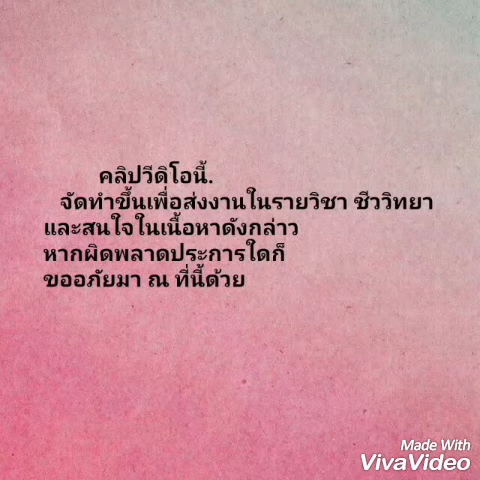 คลิปวีดิโอนี้.
จัดทำขึ้นเพื่อส่งงานในรายวิชา ชีววิทยา
และสนใจในเนื้อหาดังกล่าว
หากผิดพลาดประการใดก็
ขออภัยมา ณ ที่นี้ด้วย
Made With
VivaVideo